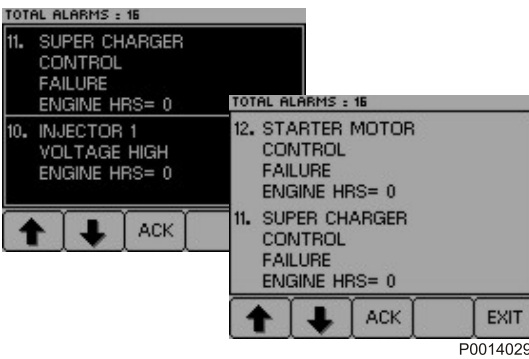 TOTAL ALARMS : 16
11. SUPER CHARGER
CONTROL
FAILURE
ENGINE HRS= 0
10. INJECTOR 1
VOLTAGE HIGH
ENGINE HRS= 0
ACK
TOTAL ALARMS : 16
12. STARTER MOTOR
CONTROL
FAILURE
ENGINE HRS= 0
11. SUPER CHARGER
CONTROL
FAILURE
ENGINE HRS= 0
ACK EXIT
P0014029